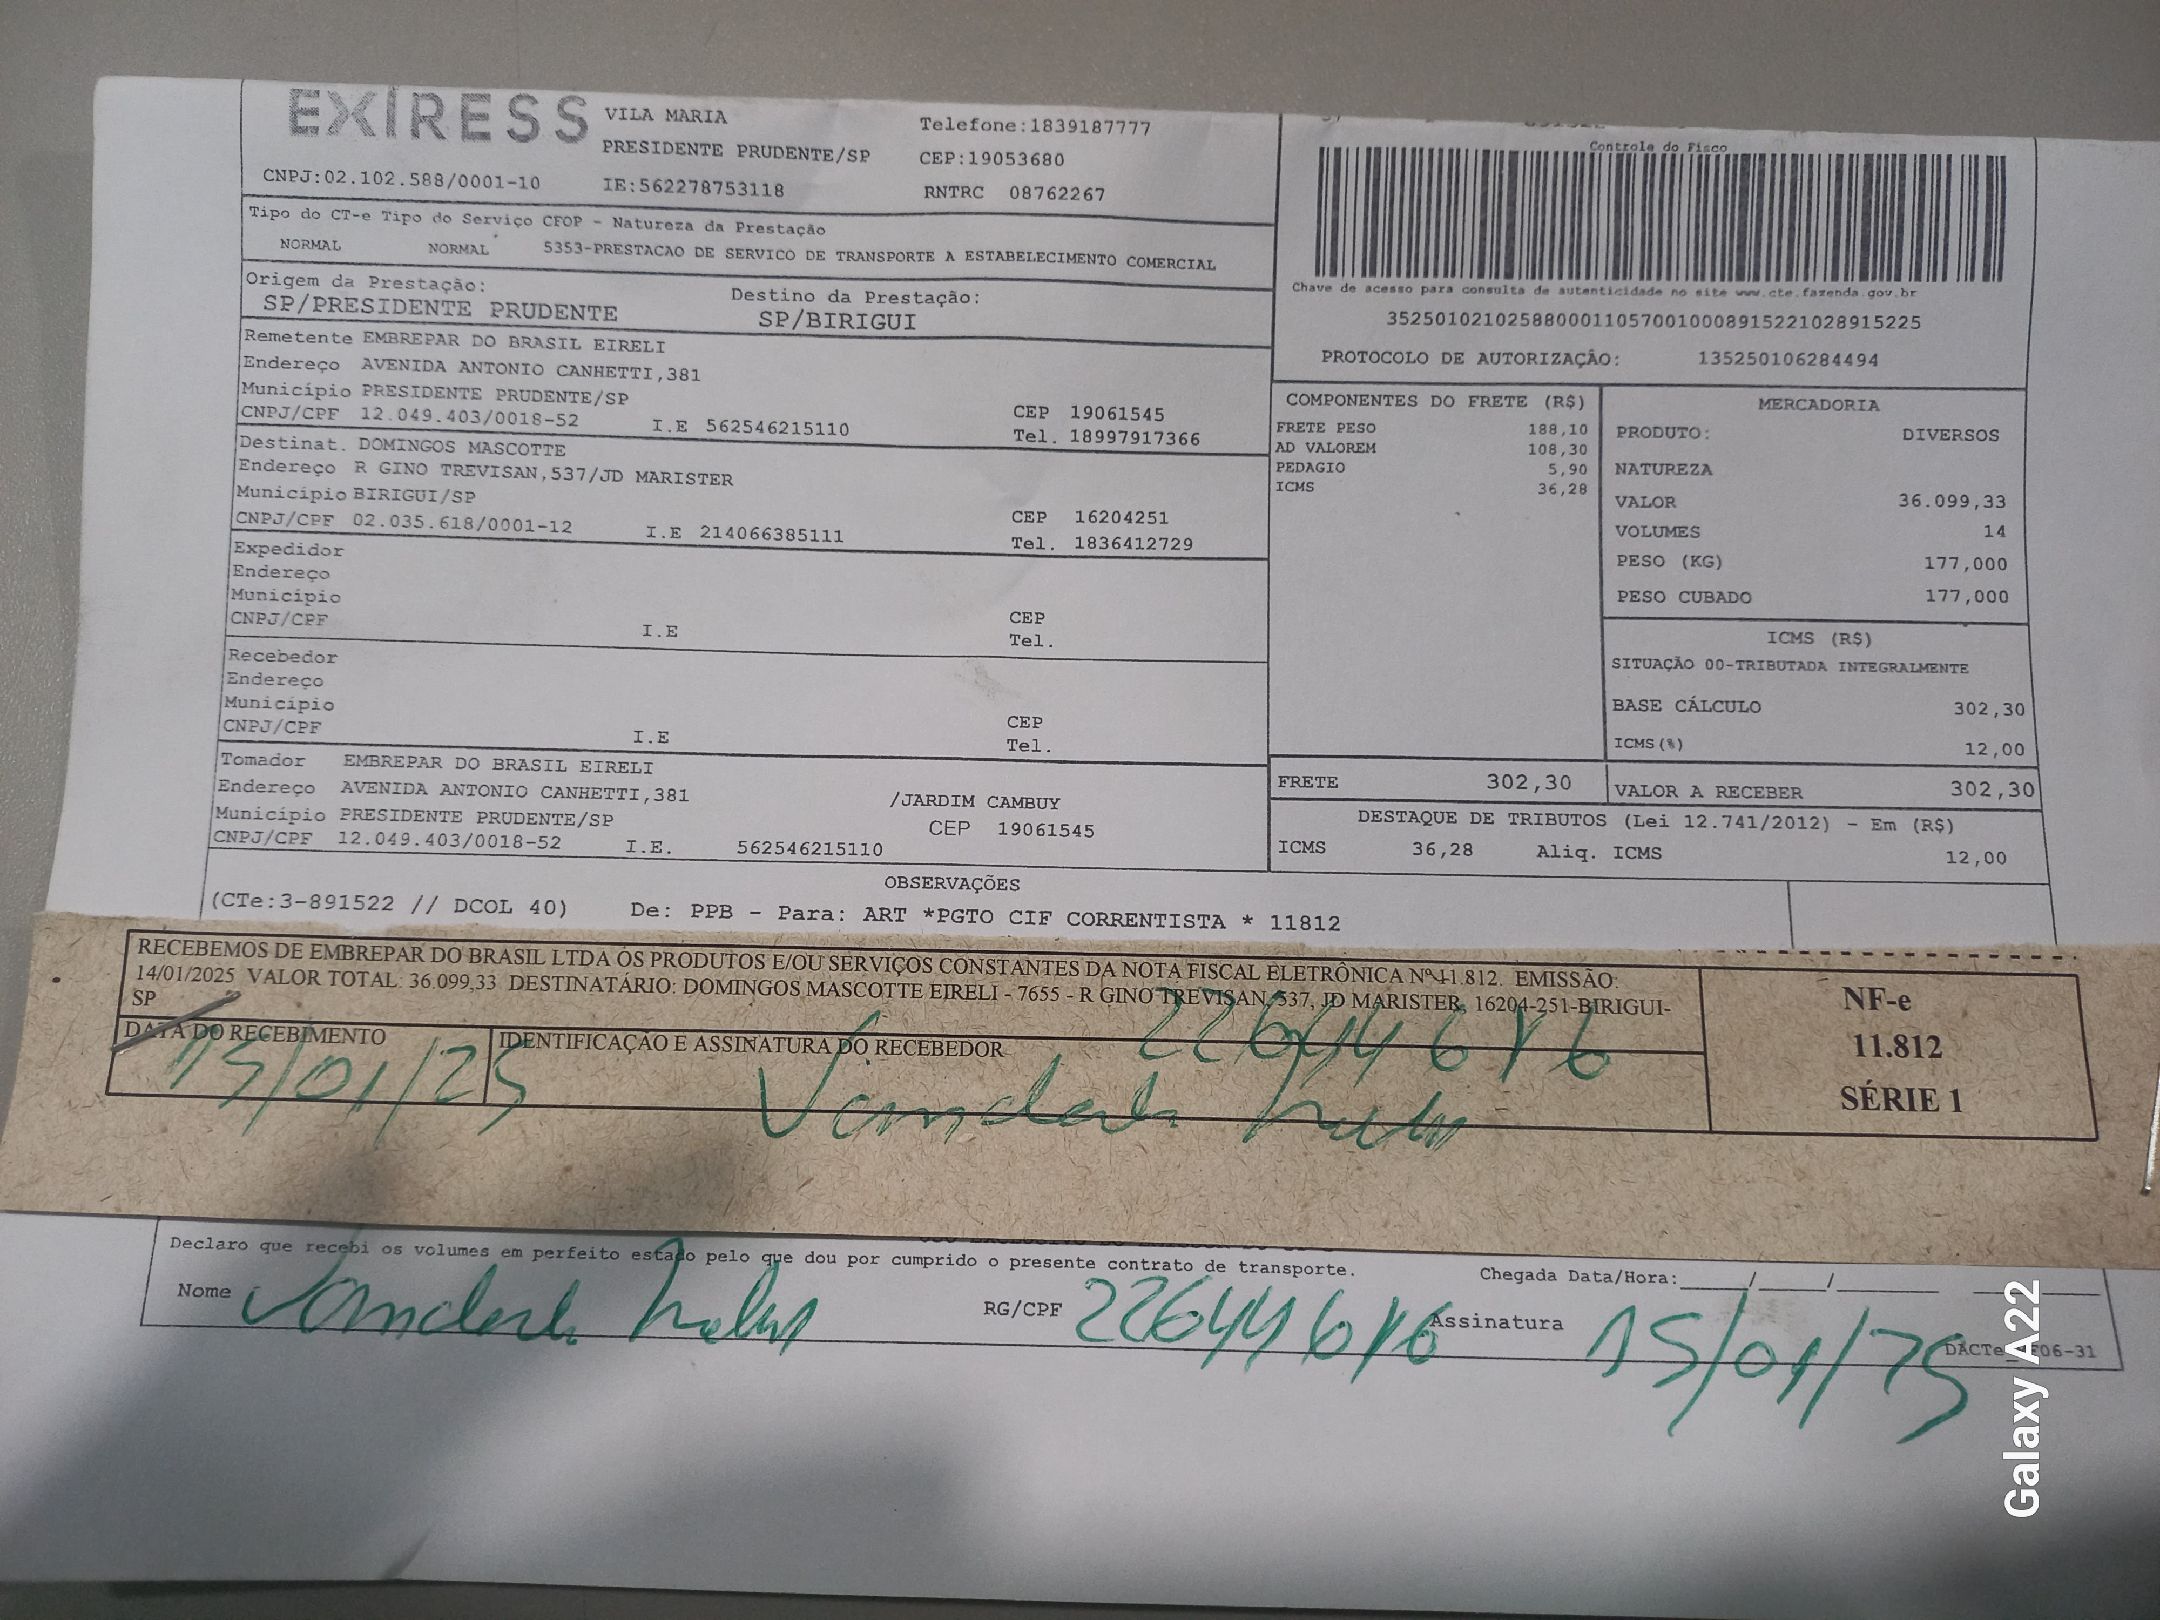 EXIRESS
VILA MARIA
Telefone:1839187777
PRESIDENTE PRUDENTE/SP
CEP:19053680
CNPJ:02.102.588/0001-10 IE:562278753118 RNTRC 08762267
Tipo do CT-e Tipo do Serviço CFOP - Natureza da Prestação
NORMAL NORMAL 5353-PRESTACAO DE SERVICO DE TRANSPORTE A ESTABELECIMENTO COMERCIAL
Origem da Prestação: Destino da Prestação:
SP/PRESIDENTE PRUDENTE SP/BIRIGUI
Remetente EMBREPAR DO BRASIL EIRELI
Endereço AVENIDA ANTONIO CANHETTI,381
Município PRESIDENTE PRUDENTE/SP CEP 19061545
CNPJ/CPF 12.049.403/0018-52 I.E 562546215110 Tel. 18997917366
Destinat. DOMINGOS MASCOTTE
Endereço R GINO TREVISAN,537/JD MARISTER
Município BIRIGUI/SP CEP 16204251
CNPJ/CPF 02.035.618/0001-12 I.E 214066385111 Tel. 1836412729
Expedidor
Endereço
Município CEP
CNPJ/CPF I.E Tel.
Recebedor
Endereço
Município CEP
CNPJ/CPF I.E Tel.
Tomador EMBREPAR DO BRASIL EIRELI
Endereço AVENIDA ANTONIO CANHETTI,381 /JARDIM CAMBUY
Município PRESIDENTE PRUDENTE/SP CEP 19061545
CNPJ/CPF 12.049.403/0018-52 I.E. 562546215110
Controle do Fisco
Chave de acesso para consulta de autenticidade no site www.cte.fazenda.gov.br
35250102102588000110570010008915221028915225
PROTOCOLO DE AUTORIZAÇÃO: 135250106284494
COMPONENTES DO FRETE (R$)
FRETE PESO 188,10
AD VALOREM 108,30
PEDAGIO 5,90
ICMS 36,28
MERCADORIA
PRODUTO: DIVERSOS
NATUREZA
VALOR 36.099,33
VOLUMES 14
PESO (KG) 177,000
PESO CUBADO 177,000
ICMS (R$)
SITUAÇÃO 00-TRIBUTADA INTEGRALMENTE
BASE CÁLCULO 302,30
ICMS(%) 12,00
FRETE 302,30 VALOR A RECEBER 302,30
DESTAQUE DE TRIBUTOS (Lei 12.741/2012) - Em (R$)
ICMS 36,28 Aliq. ICMS 12,00
OBSERVAÇÕES
(CTe:3-891522 // DCOL 40) De: PPB - Para: ART *PGTO CIF CORRENTISTA * 11812
RECEBEMOS DE EMBREPAR DO BRASIL LTDA OS PRODUTOS E/OU SERVIÇOS CONSTANTES DA NOTA FISCAL ELETRÔNICA Nº 11.812. EMISSÃO:
14/01/2025 VALOR TOTAL: 36.099,33 DESTINATÁRIO: DOMINGOS MASCOTTE EIRELI - 7655 - R GINO TREVISAN, 537, JD MARISTER, 16204-251-BIRIGUI-
SP
DATA DO RECEBIMENTO IDENTIFICAÇÃO E ASSINATURA DO RECEBEDOR
15/01/25
NF-e
11.812
SÉRIE 1
Declaro que recebi os volumes em perfeito estado pelo que dou por cumprido o presente contrato de transporte.
Chegada Data/Hora:____/____/______
Nome RG/CPF Assinatura 15/01/25
Galaxy A22